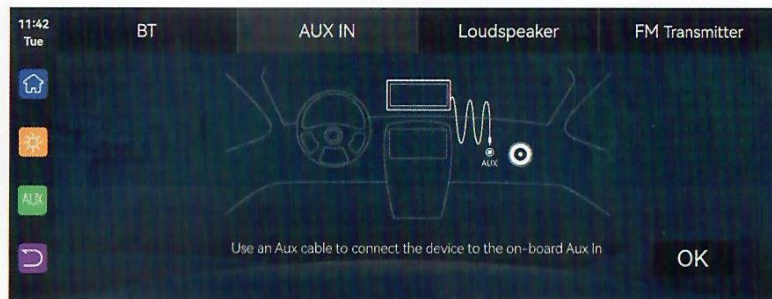 11:42
Tue
BT
AUX IN
Loudspeaker
FM Transmitter
AUX
AUX
Use an Aux cable to connect the device to the on-board Aux In
OK